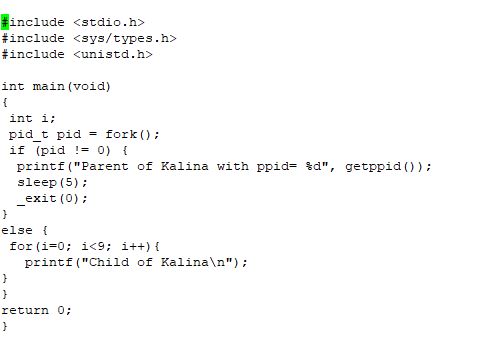 #include <stdio.h>
#include <sys/types.h>
#include <unistd.h>
int main(void)
{
int i;
pid_t pid = fork();
if (pid != 0) {
printf("Parent of Kalina with ppid= %d", getppid());
sleep(5);
_exit(0);
}
else {
for(i=0; i<9; i++){
printf("Child of Kalina\n");
}
}
return 0;
}